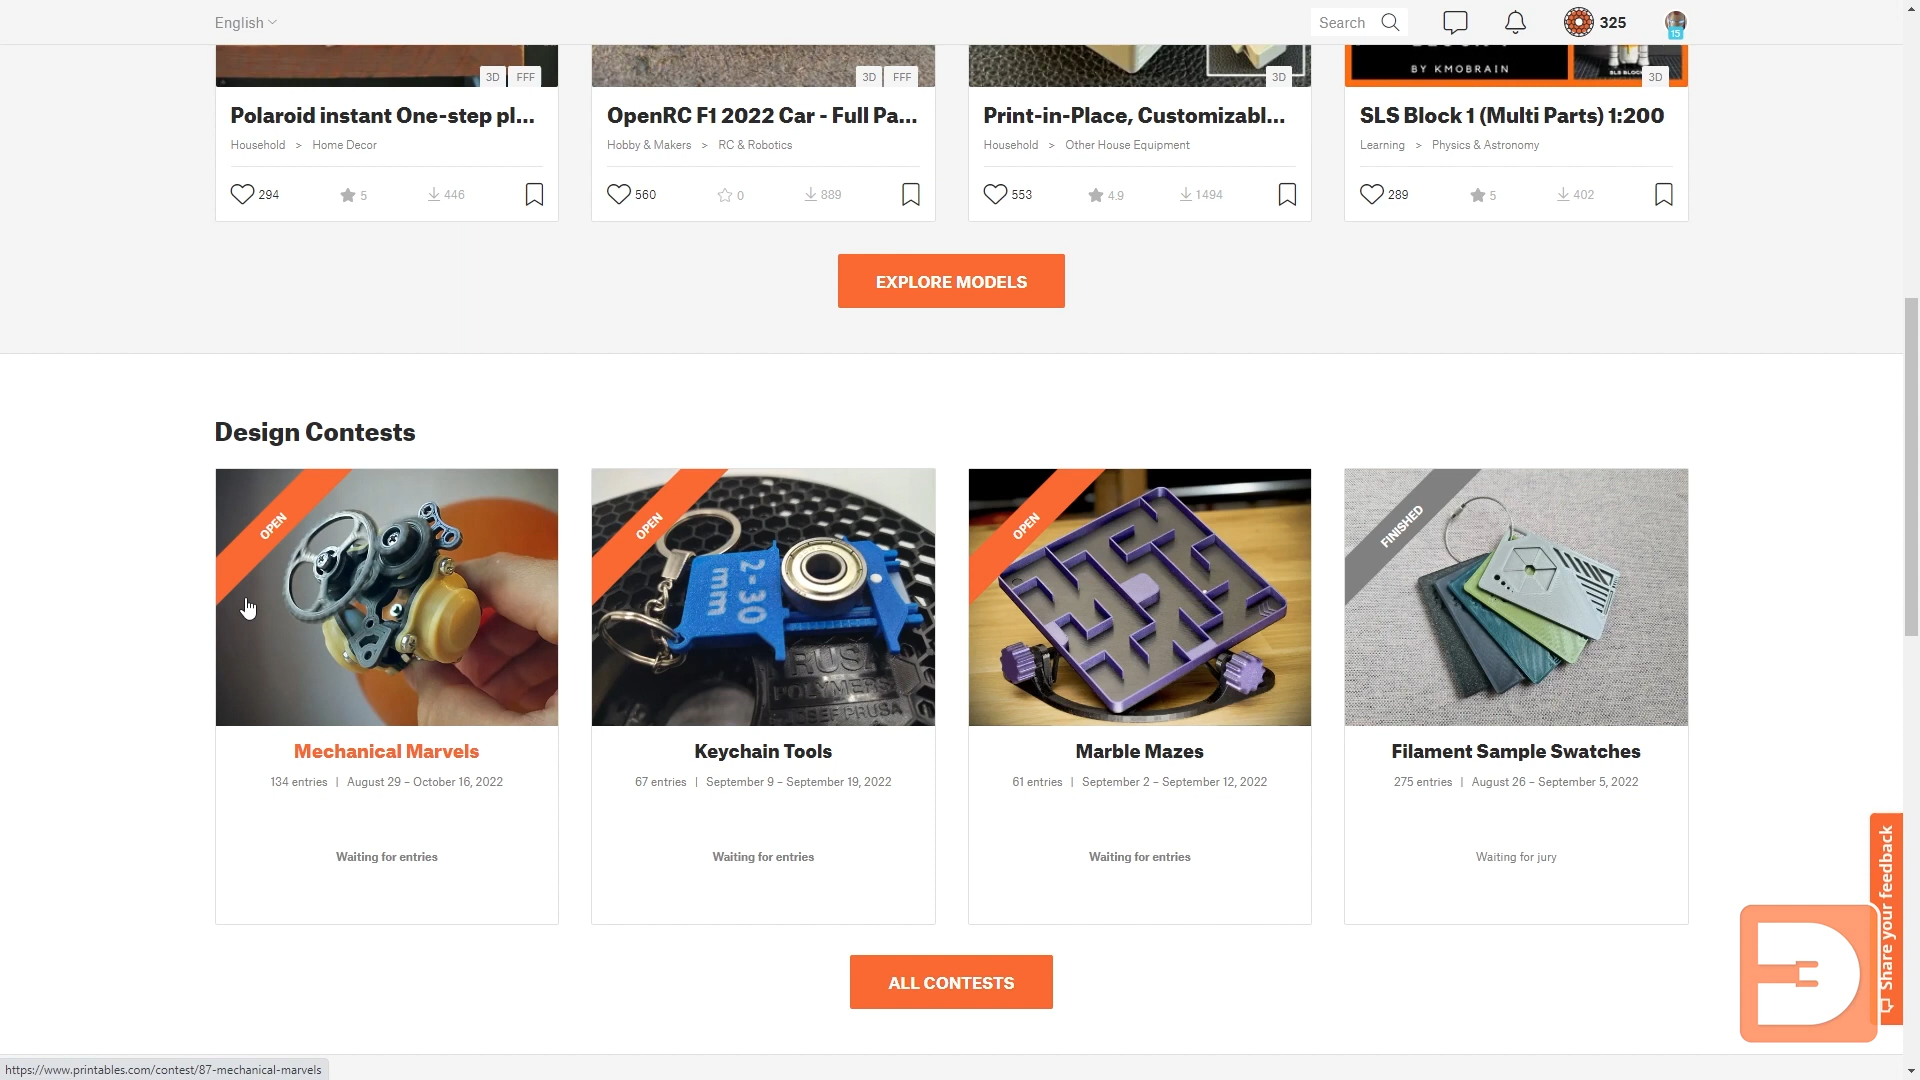 English
Search
325
15
BY KMOBRAIN
3D FFF
3D FFF
3D
3D
Polaroid instant One-step pl...
Household > Home Decor
294
5
446
OpenRC F1 2022 Car - Full Pa...
Hobby & Makers > RC & Robotics
560
0
889
Print-in-Place, Customizabl...
Household > Other House Equipment
553
4.9
1494
SLS Block 1 (Multi Parts) 1:200
Learning > Physics & Astronomy
289
5
402
EXPLORE MODELS
Design Contests
OPEN
Mechanical Marvels
134 entries | August 29 – October 16, 2022
Waiting for entries
OPEN
2-30
mm
POLYMERS
JOSEF PRUSA
Keychain Tools
67 entries | September 9 – September 19, 2022
Waiting for entries
OPEN
Marble Mazes
61 entries | September 2 – September 12, 2022
Waiting for entries
FINISHED
Filament Sample Swatches
275 entries | August 26 – September 5, 2022
Waiting for jury
ALL CONTESTS
Share your feedback
https://www.printables.com/contest/87-mechanical-marvels